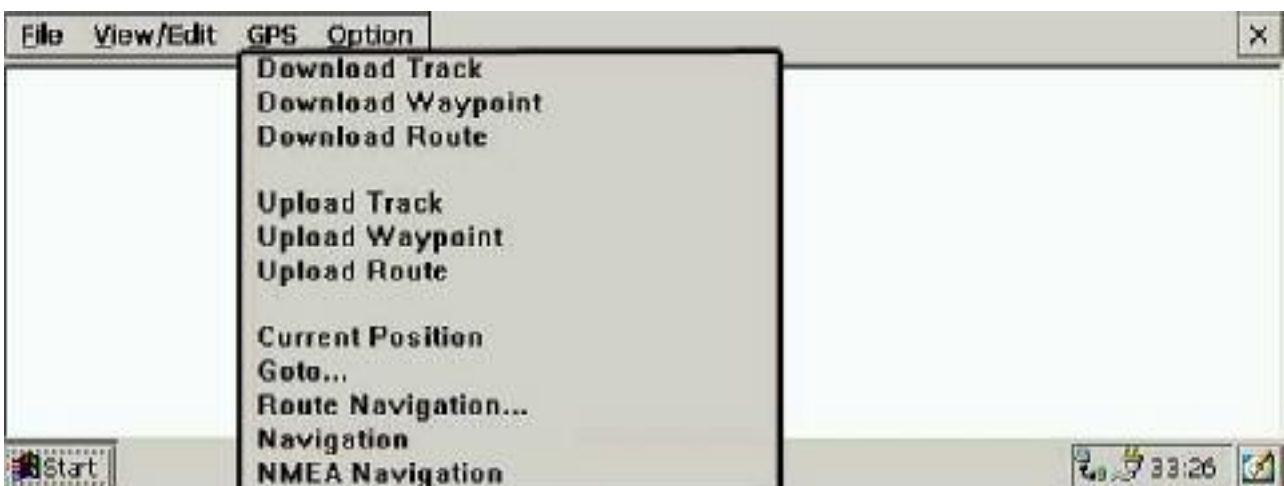 File View/Edit GPS Option
Download Track
Download Waypoint
Download Route
Upload Track
Upload Waypoint
Upload Route
Current Position
Goto...
Route Navigation...
Navigation
NMEA Navigation
Start 33:26